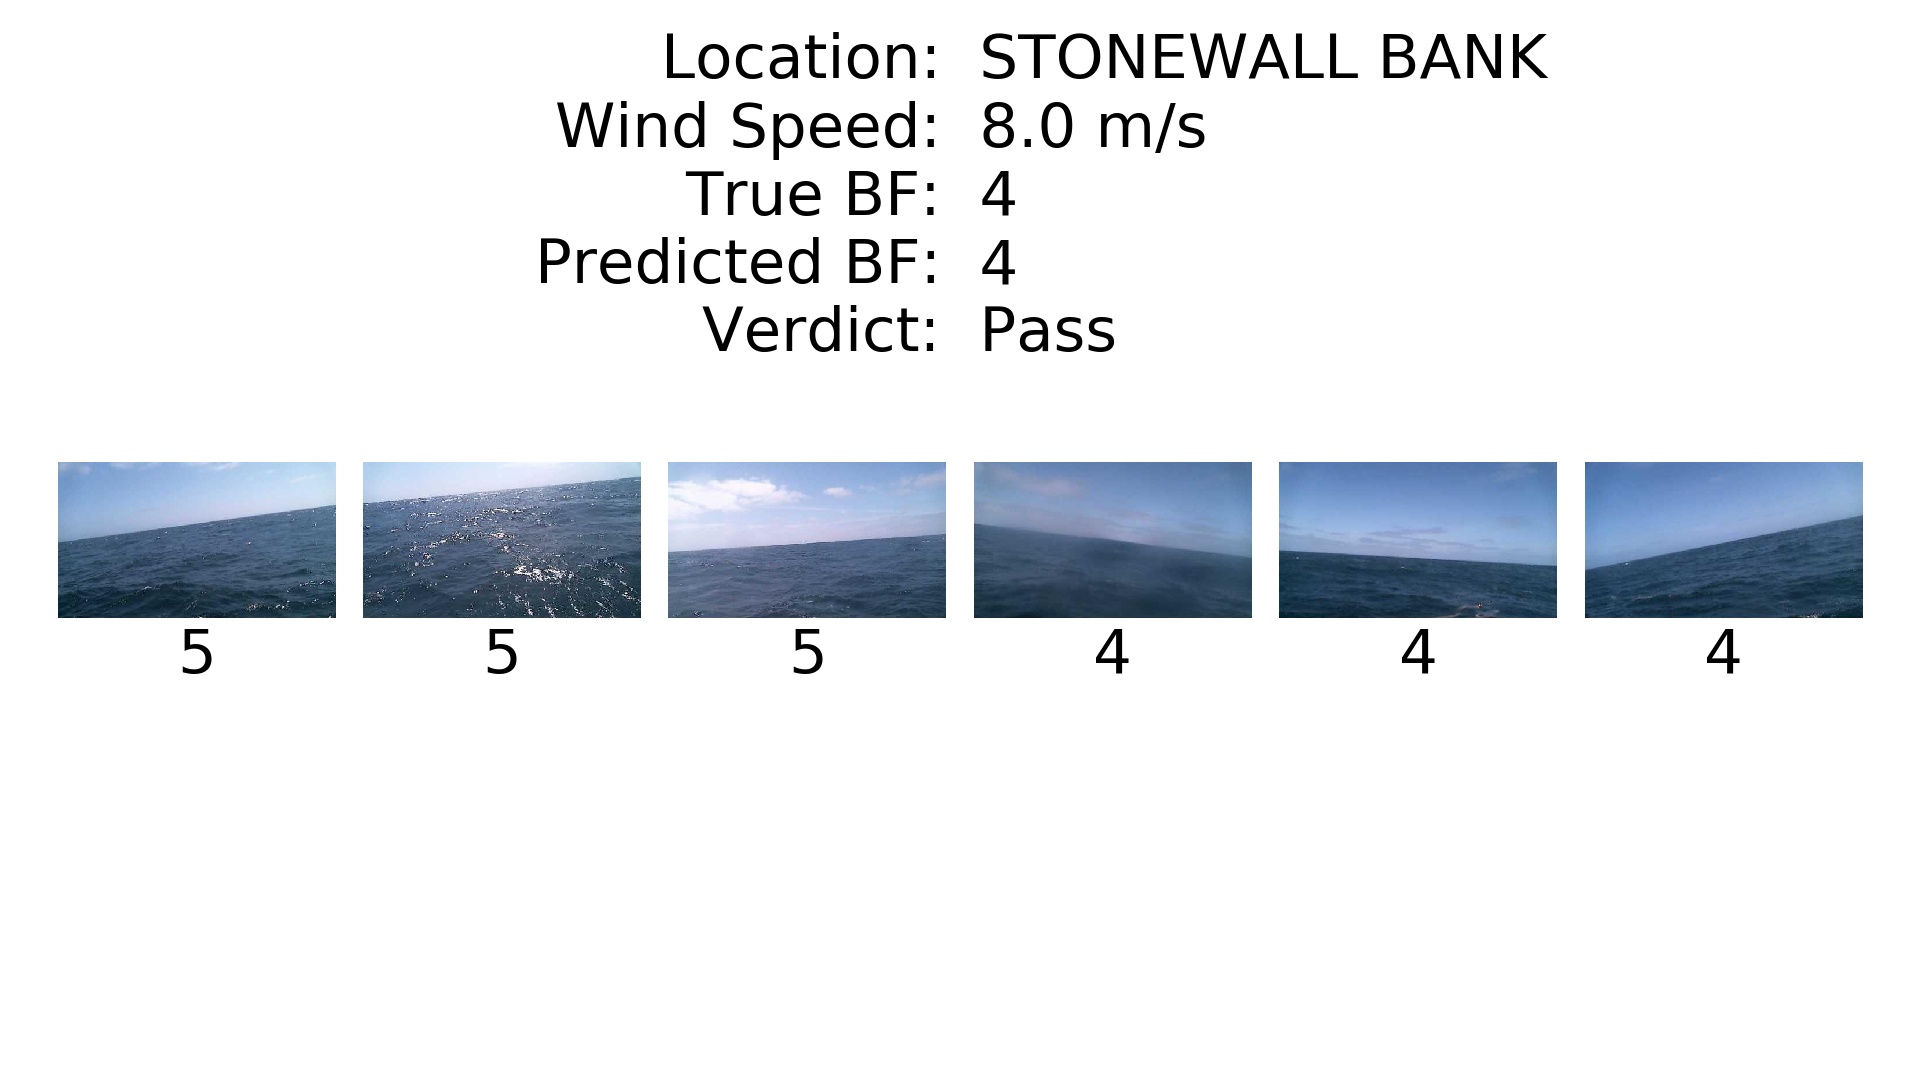 Location: STONEWALL BANK
Wind Speed: 8.0 m/s
True BF: 4
Predicted BF: 4
Verdict: Pass
5 5 5 4 4 4